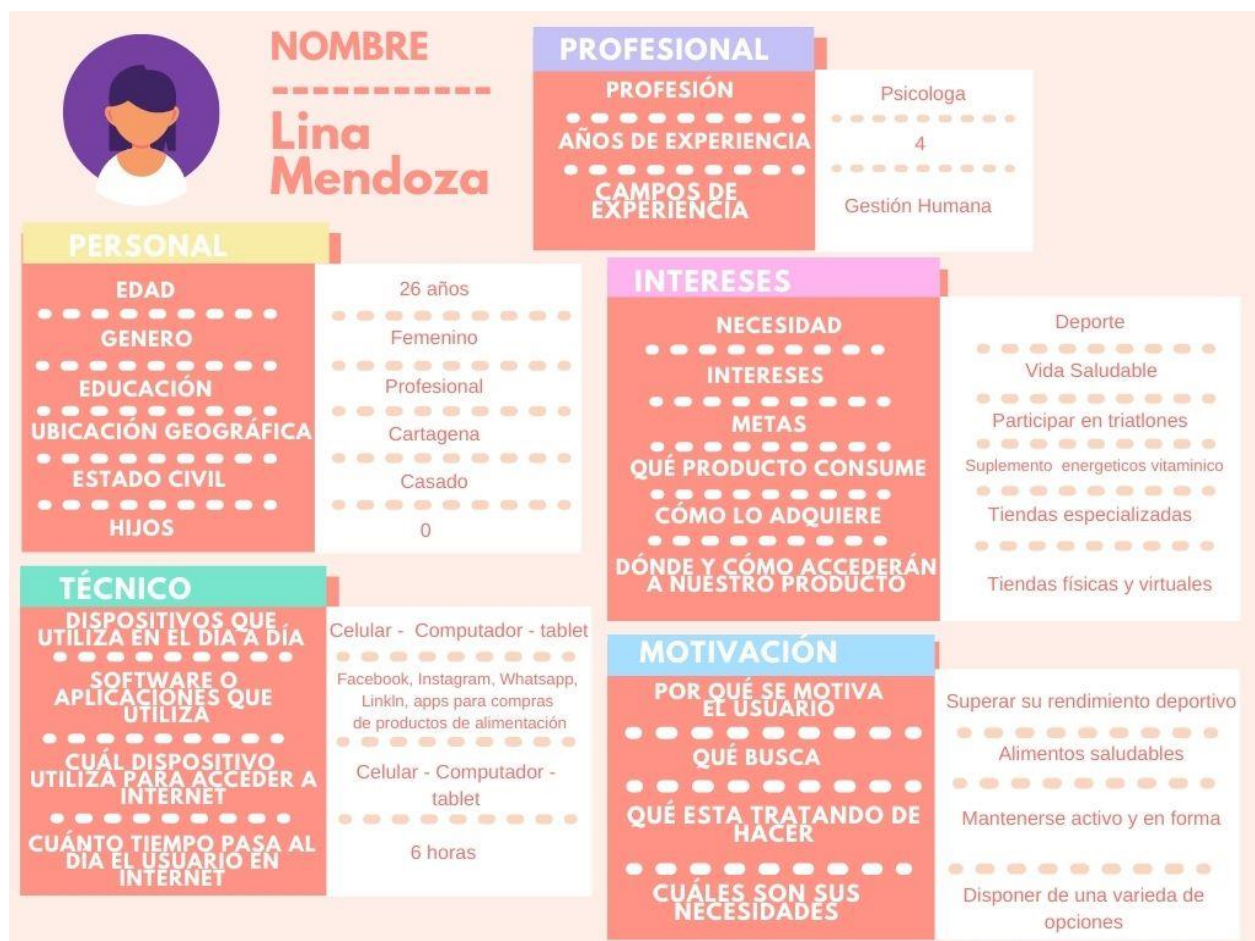 NOMBRE
Lina
Mendoza
PROFESIONAL
PROFESIÓN
Psicologa
AÑOS DE EXPERIENCIA
4
CAMPOS DE
EXPERIENCIA
Gestión Humana
PERSONAL
EDAD
26 años
GENERO
Femenino
EDUCACIÓN
Profesional
UBICACIÓN GEOGRÁFICA
Cartagena
ESTADO CIVIL
Casado
HIJOS
0
INTERESES
NECESIDAD
Deporte
INTERESES
Vida Saludable
METAS
Participar en triatlones
QUÉ PRODUCTO CONSUME
Suplemento energeticos vitaminico
CÓMO LO ADQUIERE
Tiendas especializadas
DÓNDE Y CÓMO ACCEDERÁN
A NUESTRO PRODUCTO
Tiendas físicas y virtuales
TÉCNICO
DISPOSITIVOS QUE
UTILIZA EN EL DIA A DÍA
Celular - Computador - tablet
SOFTWARE O
APLICACIONES QUE
UTILIZA
Facebook, Instagram, Whatsapp,
Linkln, apps para compras
de productos de alimentación
CUÁL DISPOSITIVO
UTILIZA PARA ACCEDER A
INTERNET
Celular - Computador -
tablet
CUÁNTO TIEMPO PASA AL
DIA EL USUARIO EN
INTERNET
6 horas
MOTIVACIÓN
POR QUÉ SE MOTIVA
EL USUARIO
Superar su rendimiento deportivo
QUÉ BUSCA
Alimentos saludables
QUÉ ESTA TRATANDO DE
HACER
Mantenerse activo y en forma
CUÁLES SON SUS
NECESIDADES
Disponer de una varieda de
opciones